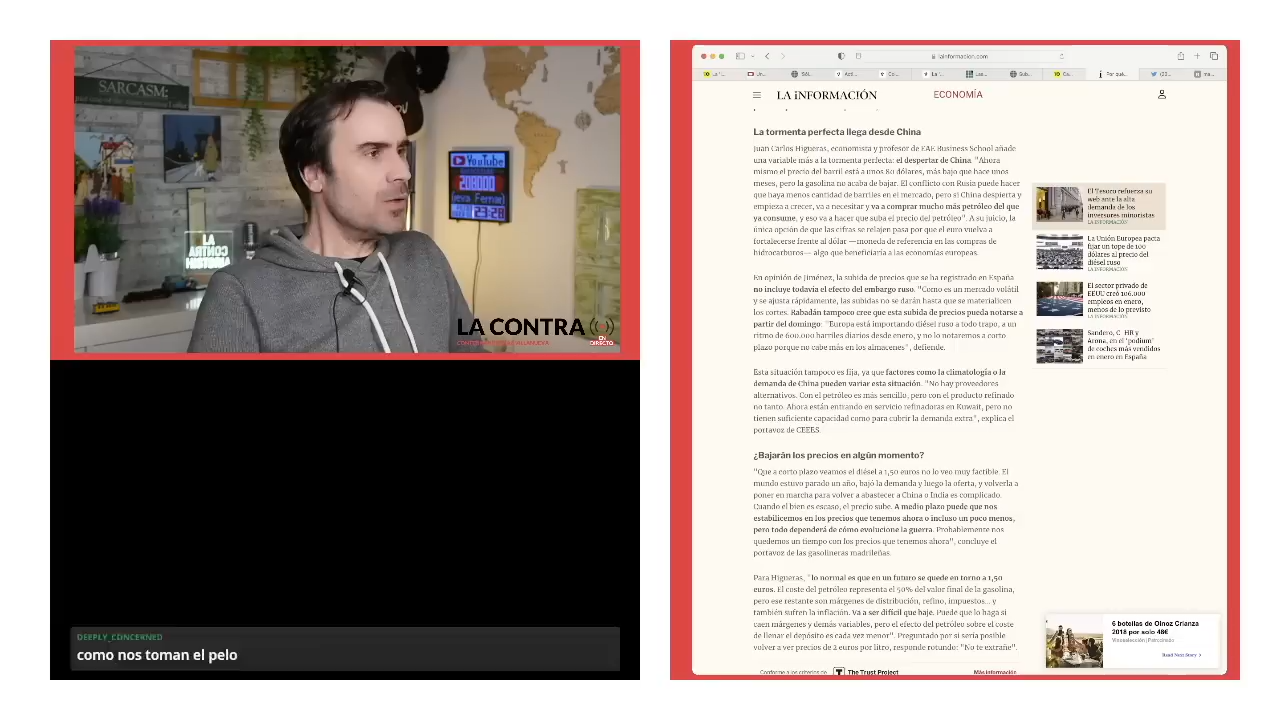 SARCASM:
YouTube
208000
23:28
LA CONTRA
EN
DIRECTO
DEEPLY_CONCERNED
como nos toman el pelo
lainformacion.com
LA iNFORMACIÓN
ECONOMÍA
La tormenta perfecta llega desde China
Juan Carlos Higueras, economista y profesor de EAE Business School añade
una variable más a la tormenta perfecta: el despertar de China. "Ahora
mismo el precio del barril está a unos 80 dólares, más bajo que hace unos
meses, pero la gasolina no acaba de bajar. El conflicto con Rusia puede hacer
que haya menos cantidad de barriles en el mercado, pero si China despierta y
empieza a crecer, va a necesitar y va a comprar mucho más petróleo del que
ya consume, y eso va a hacer que suba el precio del petróleo". A su juicio, la
única opción de que las cifras se relajen pasa por que el euro vuelva a
fortalecerse frente al dólar —moneda de referencia en las compras de
hidrocarburos— algo que beneficiaría a las economías europeas.
En opinión de Jiménez, la subida de precios que se ha registrado en España
no incluye todavía el efecto del embargo ruso. "Como es un mercado volátil
y se ajusta rápidamente, las subidas no se darán hasta que se materialicen
los cortes. Rabadán tampoco cree que esta subida de precios pueda notarse a
partir del domingo: "Europa está importando diésel ruso a todo trapo, a un
ritmo de 600.000 barriles diarios desde enero, y no lo notaremos a corto
plazo porque no cabe más en los almacenes", defiende.
Esta situación tampoco es fija, ya que factores como la climatología o la
demanda de China pueden variar esta situación. "No hay proveedores
alternativos. Con el petróleo es más sencillo, pero con el producto refinado
no tanto. Ahora están entrando en servicio refinadoras en Kuwait, pero no
tienen suficiente capacidad como para cubrir la demanda extra", explica el
portavoz de CEEES.
¿Bajarán los precios en algún momento?
"Que a corto plazo veamos el diésel a 1,50 euros no lo veo muy factible. El
mundo estuvo parado un año, bajó la demanda y luego la oferta, y volverla a
poner en marcha para volver a abastecer a China o India es complicado.
Cuando el bien es escaso, el precio sube. A medio plazo puede que nos
estabilicemos en los precios que tenemos ahora o incluso un poco menos,
pero todo dependerá de cómo evolucione la guerra. Probablemente nos
quedemos un tiempo con los precios que tenemos ahora", concluye el
portavoz de las gasolineras madrileñas.
Para Higueras, "lo normal es que en un futuro se quede en torno a 1,50
euros. El coste del petróleo representa el 50% del valor final de la gasolina,
pero ese restante son márgenes de distribución, refino, impuestos... y
también sufren la inflación. Va a ser difícil que baje. Puede que lo haga si
caen márgenes y demás variables, pero el efecto del petróleo sobre el coste
de llenar el depósito es cada vez menor". Preguntado por si sería posible
volver a ver precios de 2 euros por litro, responde rotundo: "No te extrañe".
Conforme a los criterios de
The Trust Project
Más información
El Tesoro refuerza su
web ante la alta
demanda de los
inversores minoristas
LA INFORMACIÓN
La Unión Europea pacta
fijar un tope de 100
dólares al precio del
diésel ruso
LA INFORMACIÓN
El sector privado de
EEUU creó 106.000
empleos en enero,
menos de lo previsto
LA INFORMACIÓN
Sandero, C-HR y
Arona, en el 'podium'
de coches más vendidos
en enero en España
6 botellas de Oinoz Crianza
2018 por solo 48€
Vinoselección | Patrocinado
Read Next Story >